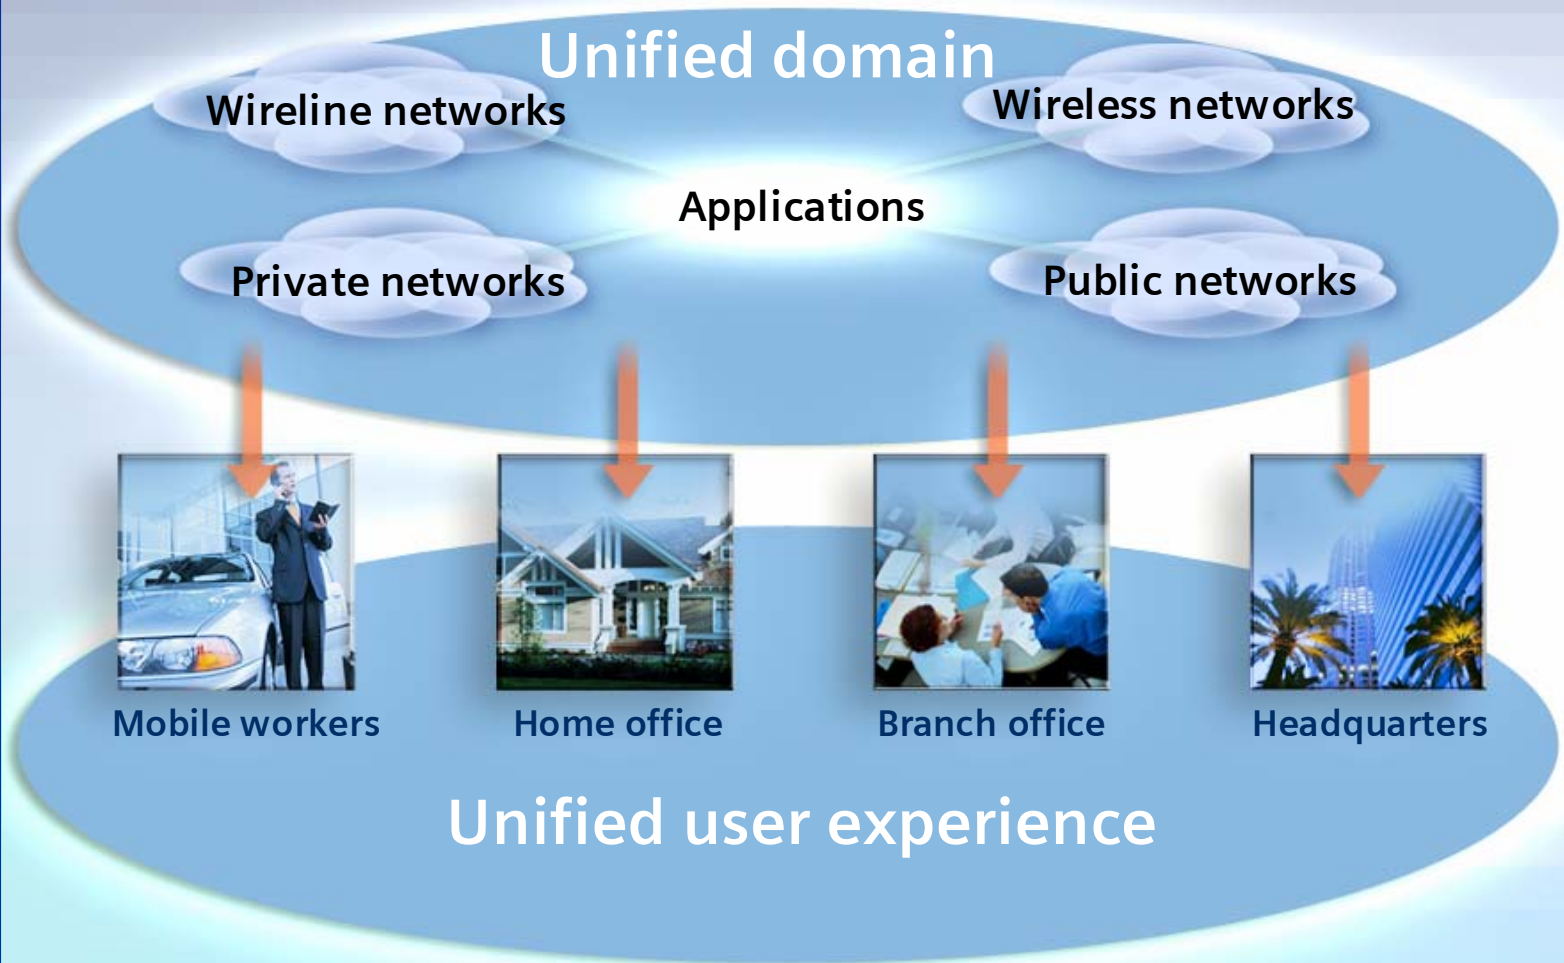 Unified domain
Wireline networks
Wireless networks
Applications
Private networks
Public networks
Mobile workers
Home office
Branch office
Headquarters
Unified user experience